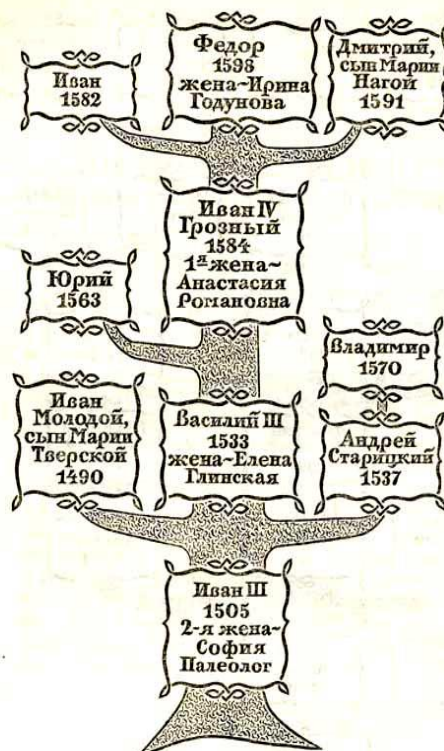 Иван
1582
Федор
1598
жена-Ирина
Годунова
Дмитрий,
сын Марии
Нагой
1591
Иван IV
Грозный
1584
1я жена-
Анастасия
Романовна
Юрий
1563
Владимир
1570
Иван
Молодой,
сын Марии
Тверской
1490
Василий III
1533
жена-Елена
Глинская
Андрей
Старицкий
1537
Иван III
1505
2-я жена-
София
Палеолог